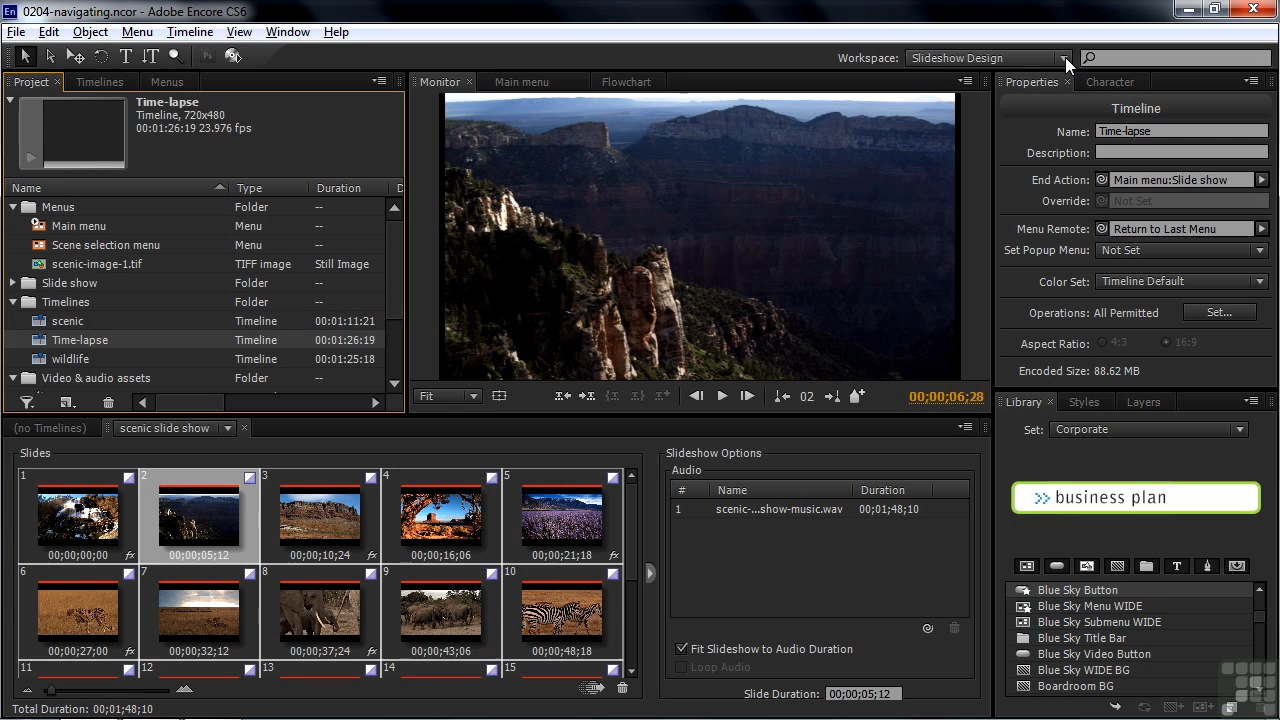 En 0204-navigating.ncor - Adobe Encore CS6
File Edit Object Menu Timeline View Window Help
Workspace: Slideshow Design
Project Timelines Menus
Monitor Main menu Flowchart
Properties Character
Time-lapse
Timeline, 720x480
00:01:26:19 23.976 fps
Name Type Duration D
Menus Folder --
Main menu Menu --
Scene selection menu Menu --
scenic-image-1.tif TIFF image Still Image
Slide show Folder --
Timelines Folder --
scenic Timeline 00:01:11:21
Time-lapse Timeline 00:01:26:19
wildlife Timeline 00:01:25:18
Video & audio assets Folder --
Fit 02 00;00;06;28
Timeline
Name: Time-lapse
Description:
End Action: Main menu:Slide show
Override: Not Set
Menu Remote: Return to Last Menu
Set Popup Menu: Not Set
Color Set: Timeline Default
Operations: All Permitted Set...
Aspect Ratio: 4:3 16:9
Encoded Size: 88.62 MB
(no Timelines) scenic slide show
Slides
1 2 3 4 5
00;00;00;00 fx 00;00;05;12 00;00;10;24 fx 00;00;16;06 00;00;21;18 fx
6 7 8 9 10
00;00;27;00 fx 00;00;32;12 00;00;37;24 fx 00;00;43;06 00;00;48;18 fx
11 12 13 14 15
Total Duration: 00;01;48;10
Slideshow Options
Audio
# Name Duration
1 scenic-...show-music.wav 00;01;48;10
Fit Slideshow to Audio Duration
Loop Audio
Slide Duration: 00;00;05;12
Library Styles Layers
Set: Corporate
>> business plan
T
Blue Sky Button
Blue Sky Menu WIDE
Blue Sky Submenu WIDE
Blue Sky Title Bar
Blue Sky Video Button
Blue Sky WIDE BG
Boardroom BG